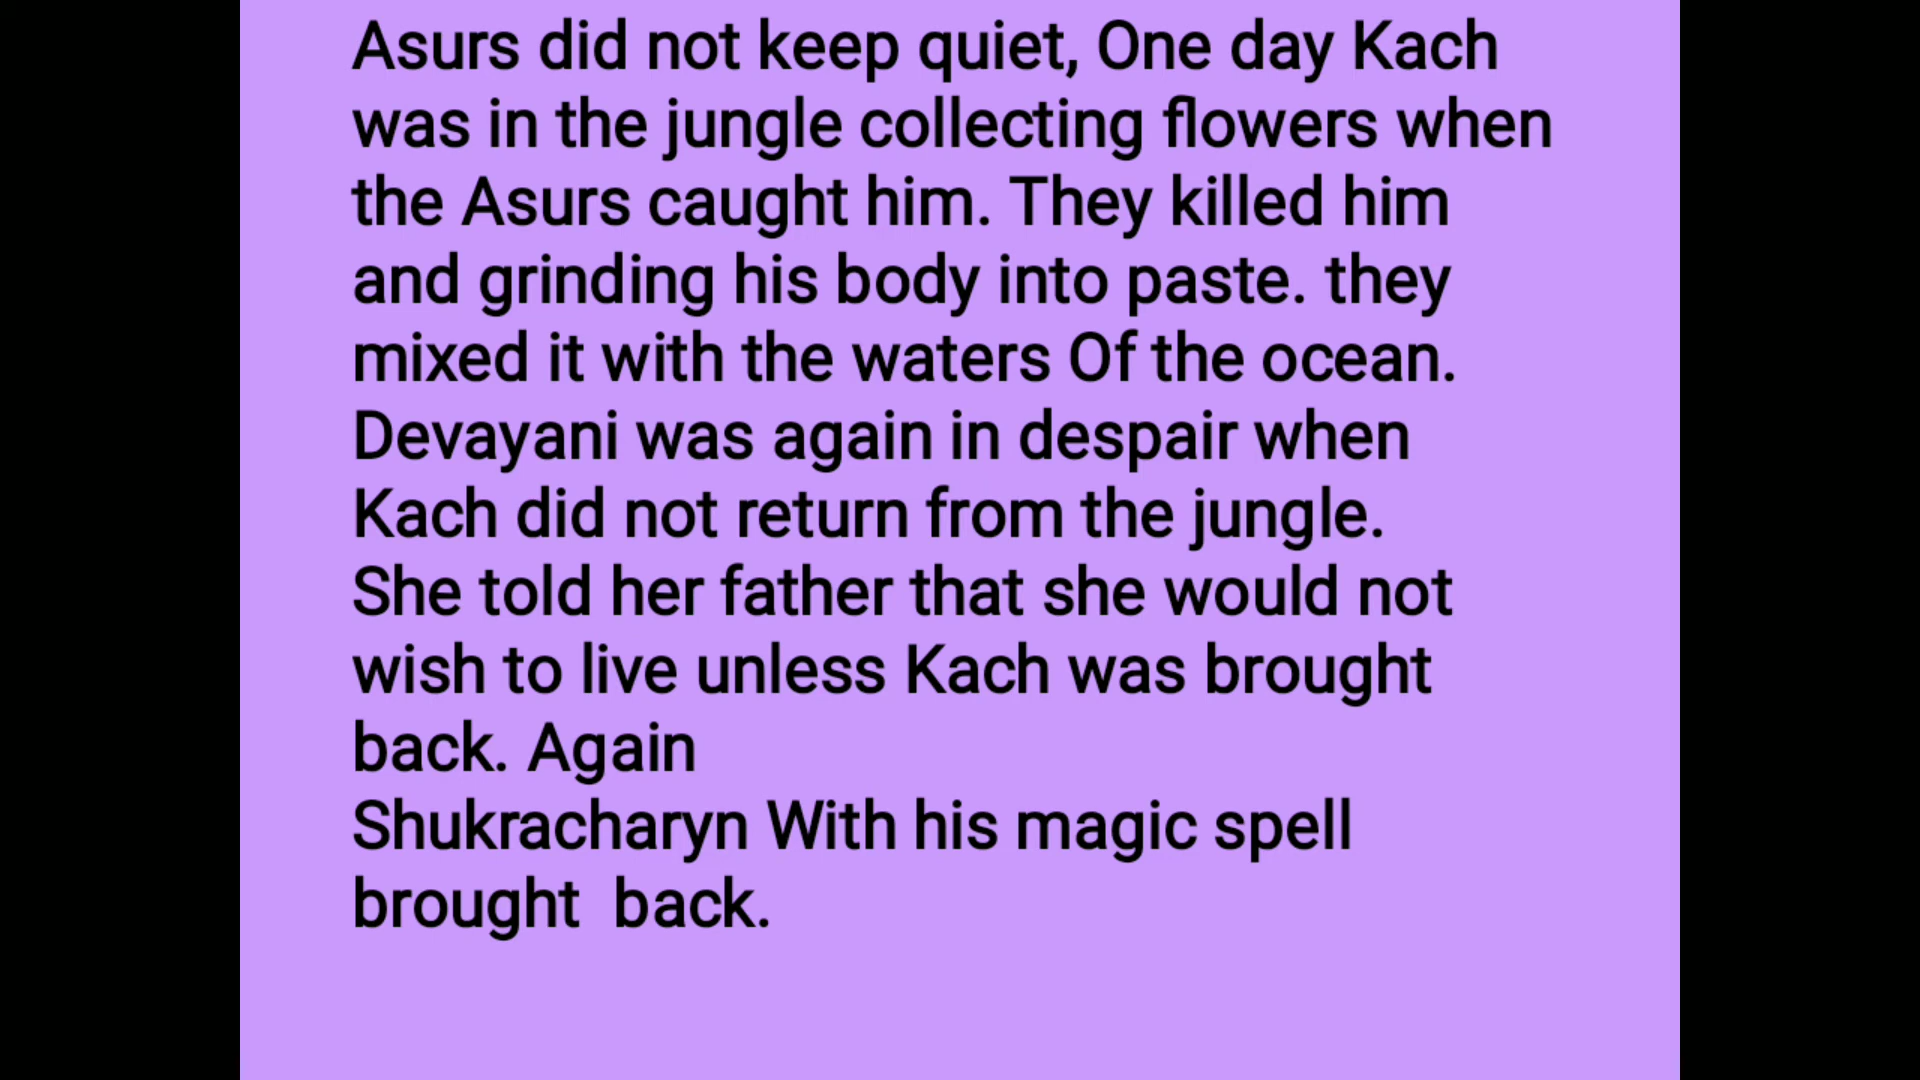 Asurs did not keep quiet, One day Kach
was in the jungle collecting flowers when
the Asurs caught him. They killed him
and grinding his body into paste. they
mixed it with the waters Of the ocean.
Devayani was again in despair when
Kach did not return from the jungle.
She told her father that she would not
wish to live unless Kach was brought
back. Again
Shukracharyn With his magic spell
brought  back.